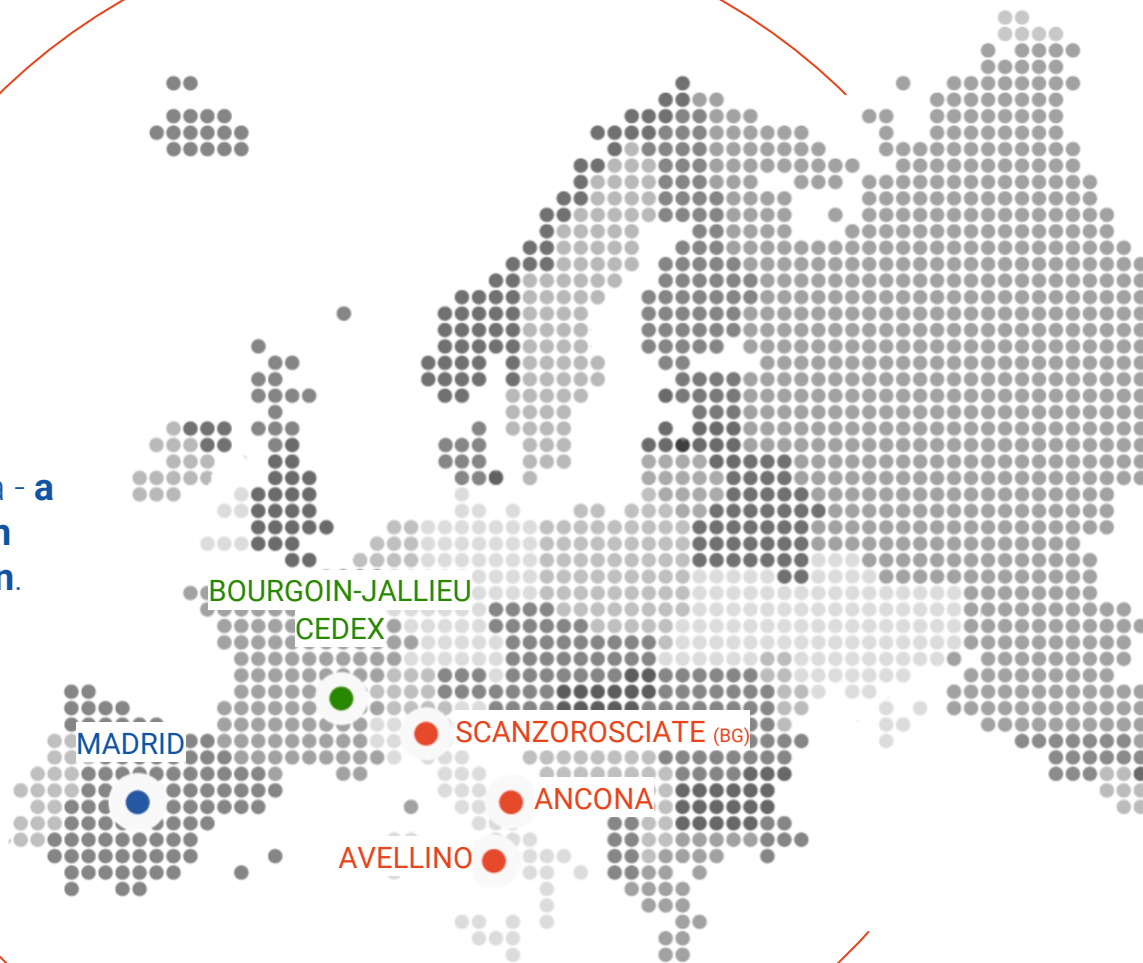 - a
n.
BOURGOIN-JALLIEU
CEDEX
MADRID
SCANZOROSCIATE (BG)
ANCONA
AVELLINO